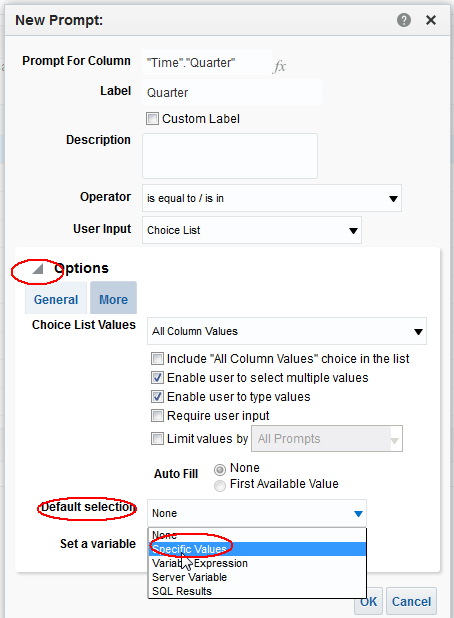 New Prompt:
Prompt For Column "Time"."Quarter" fx
Label Quarter
Custom Label
Description
Operator is equal to / is in
User Input Choice List
Options
General More
Choice List Values All Column Values
Include "All Column Values" choice in the list
Enable user to select multiple values
Enable user to type values
Require user input
Limit values by All Prompts
Auto Fill None
First Available Value
Default selection None
None
Set a variable Specific Values
Variable Expression
Server Variable
SQL Results
OK Cancel